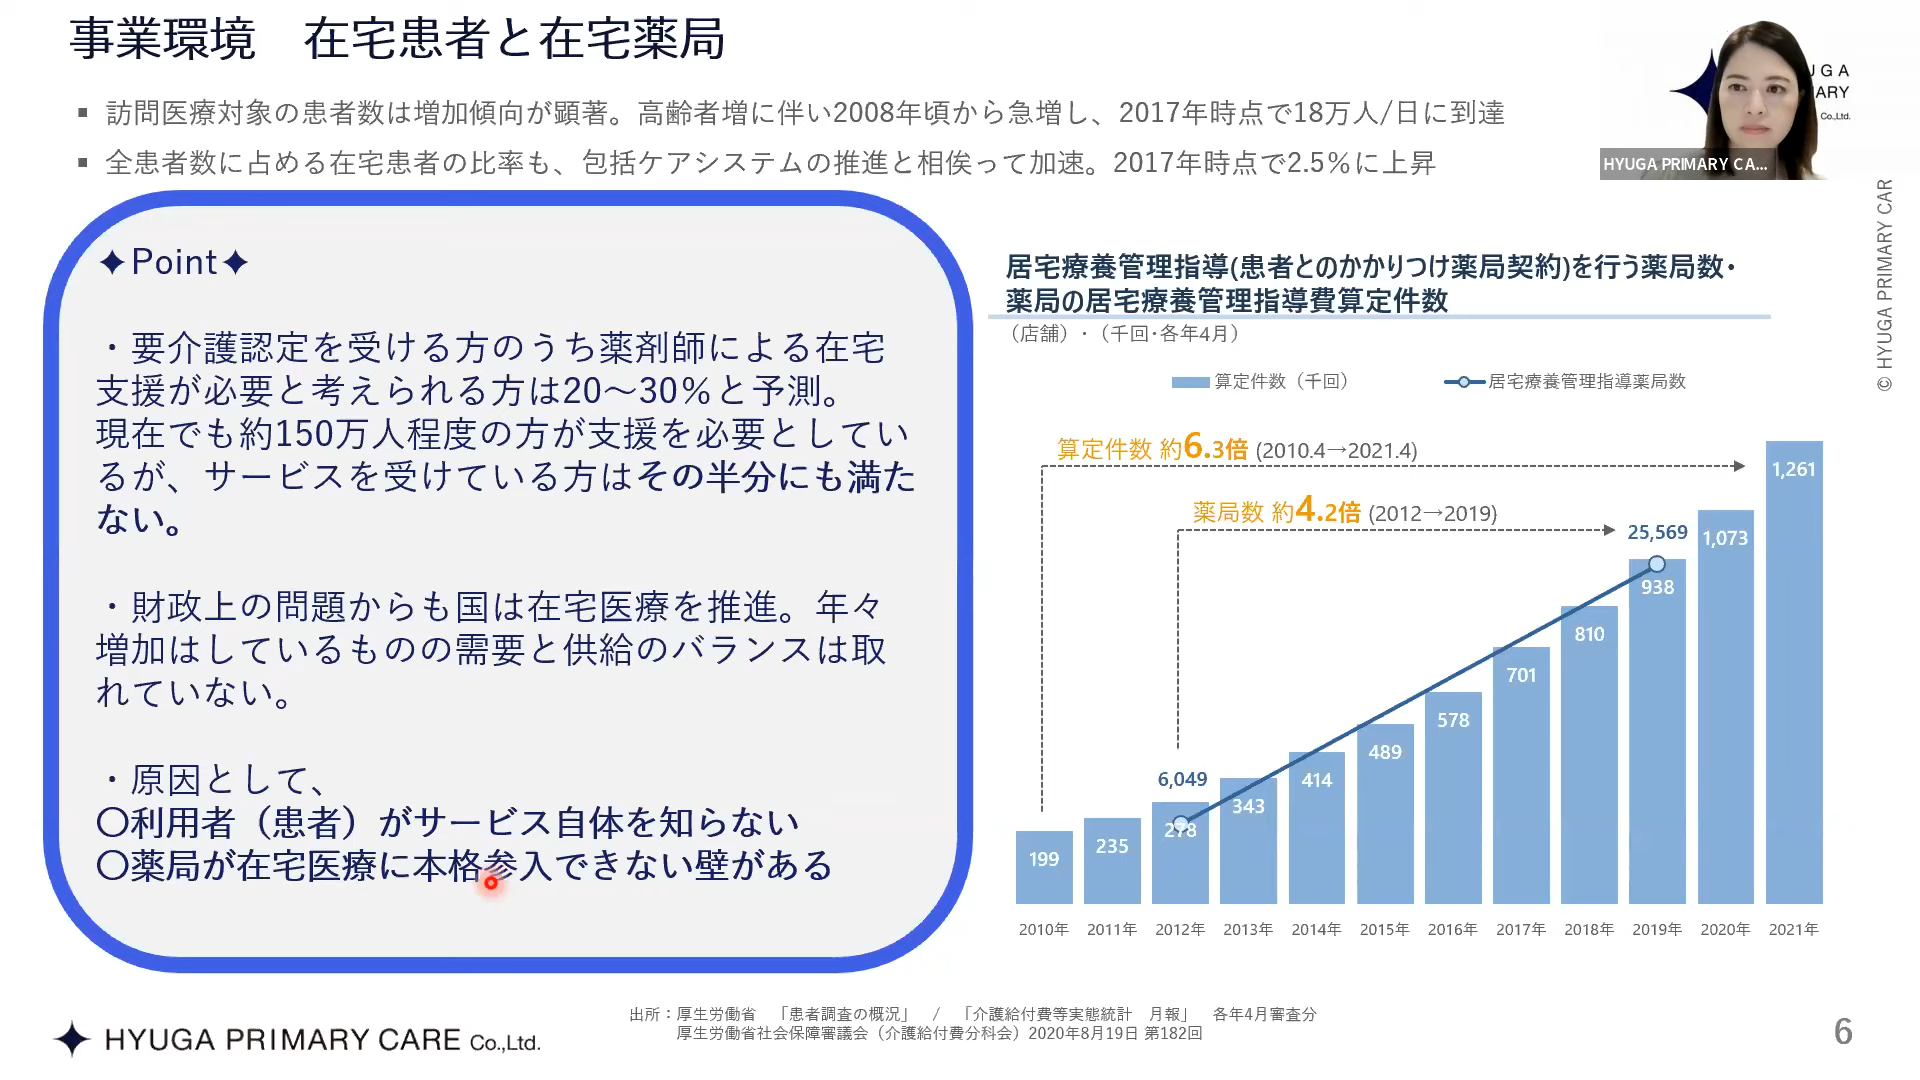 事業環境　在宅患者と在宅薬局
▪ 訪問医療対象の患者数は増加傾向が顕著。高齢者増に伴い2008年頃から急増し、2017年時点で18万人/日に到達
▪ 全患者数に占める在宅患者の比率も、包括ケアシステムの推進と相俟って加速。2017年時点で2.5%に上昇
UGA
ARY
Co.,Ltd.
HYUGA PRIMARY CA...
© HYUGA PRIMARY CAR
✦Point✦
・要介護認定を受ける方のうち薬剤師による在宅
支援が必要と考えられる方は20～30%と予測。
現在でも約150万人程度の方が支援を必要としてい
るが、サービスを受けている方はその半分にも満た
ない。
・財政上の問題からも国は在宅医療を推進。年々
増加はしているものの需要と供給のバランスは取
れていない。
・原因として、
〇利用者（患者）がサービス自体を知らない
〇薬局が在宅医療に本格参入できない壁がある
居宅療養管理指導(患者とのかかりつけ薬局契約)を行う薬局数・
薬局の居宅療養管理指導費算定件数
（店舗）・（千回・各年4月）
算定件数（千回）
居宅療養管理指導薬局数
算定件数 約6.3倍 (2010.4→2021.4)
薬局数 約4.2倍 (2012→2019)
1,261
25,569
1,073
938
810
701
578
489
414
343
6,049
278
235
199
2010年 2011年 2012年 2013年 2014年 2015年 2016年 2017年 2018年 2019年 2020年 2021年
出所：厚生労働省　「患者調査の概況」　/　「介護給付費等実態統計　月報」　各年4月審査分
厚生労働省社会保障審議会（介護給付費分科会）2020年8月19日 第182回
HYUGA PRIMARY CARE Co.,Ltd.
6